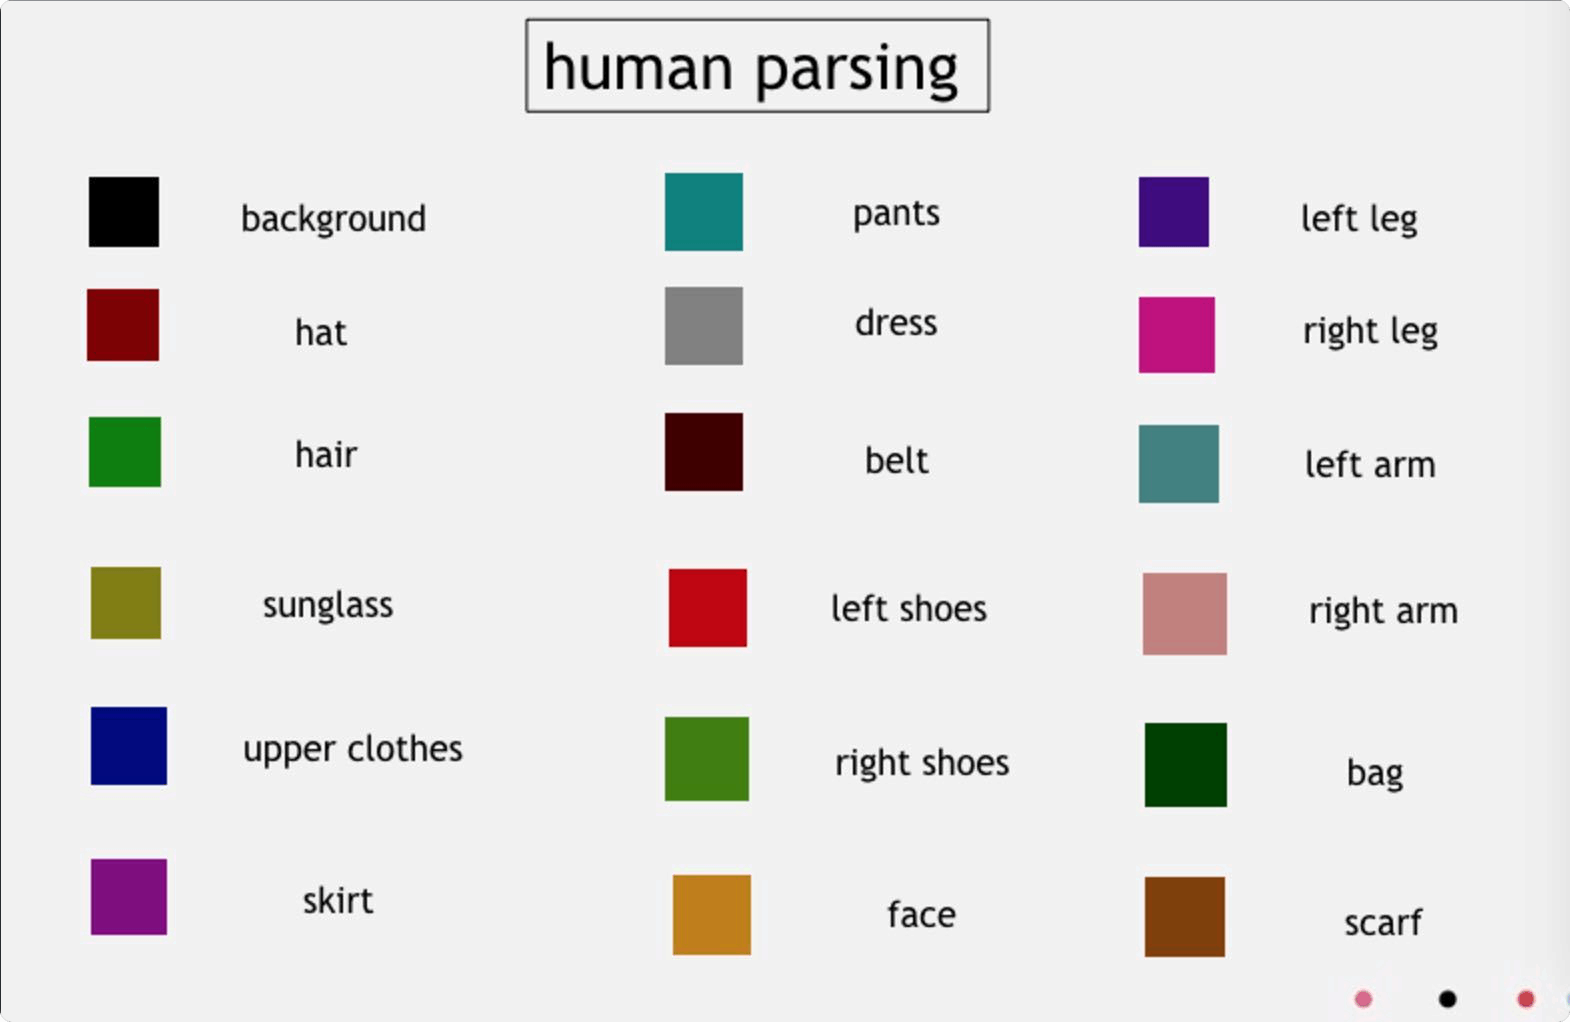 human parsing
background
hat
hair
sunglass
upper clothes
skirt
pants
dress
belt
left shoes
right shoes
face
left leg
right leg
left arm
right arm
bag
scarf